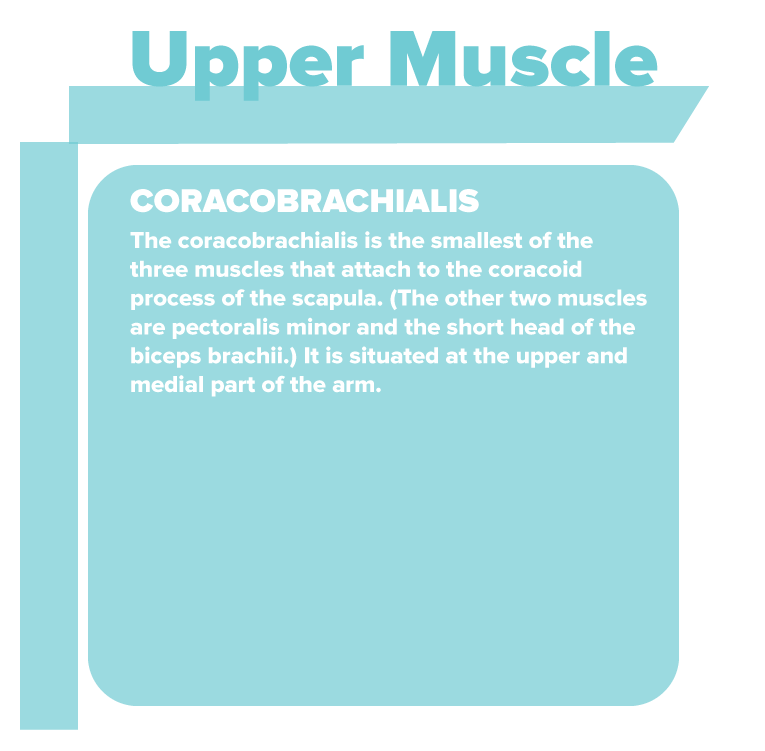 Upper Muscle
CORACOBRACHIALIS
The coracobrachialis is the smallest of the
three muscles that attach to the coracoid
process of the scapula. (The other two muscles
are pectoralis minor and the short head of the
biceps brachii.) It is situated at the upper and
medial part of the arm.